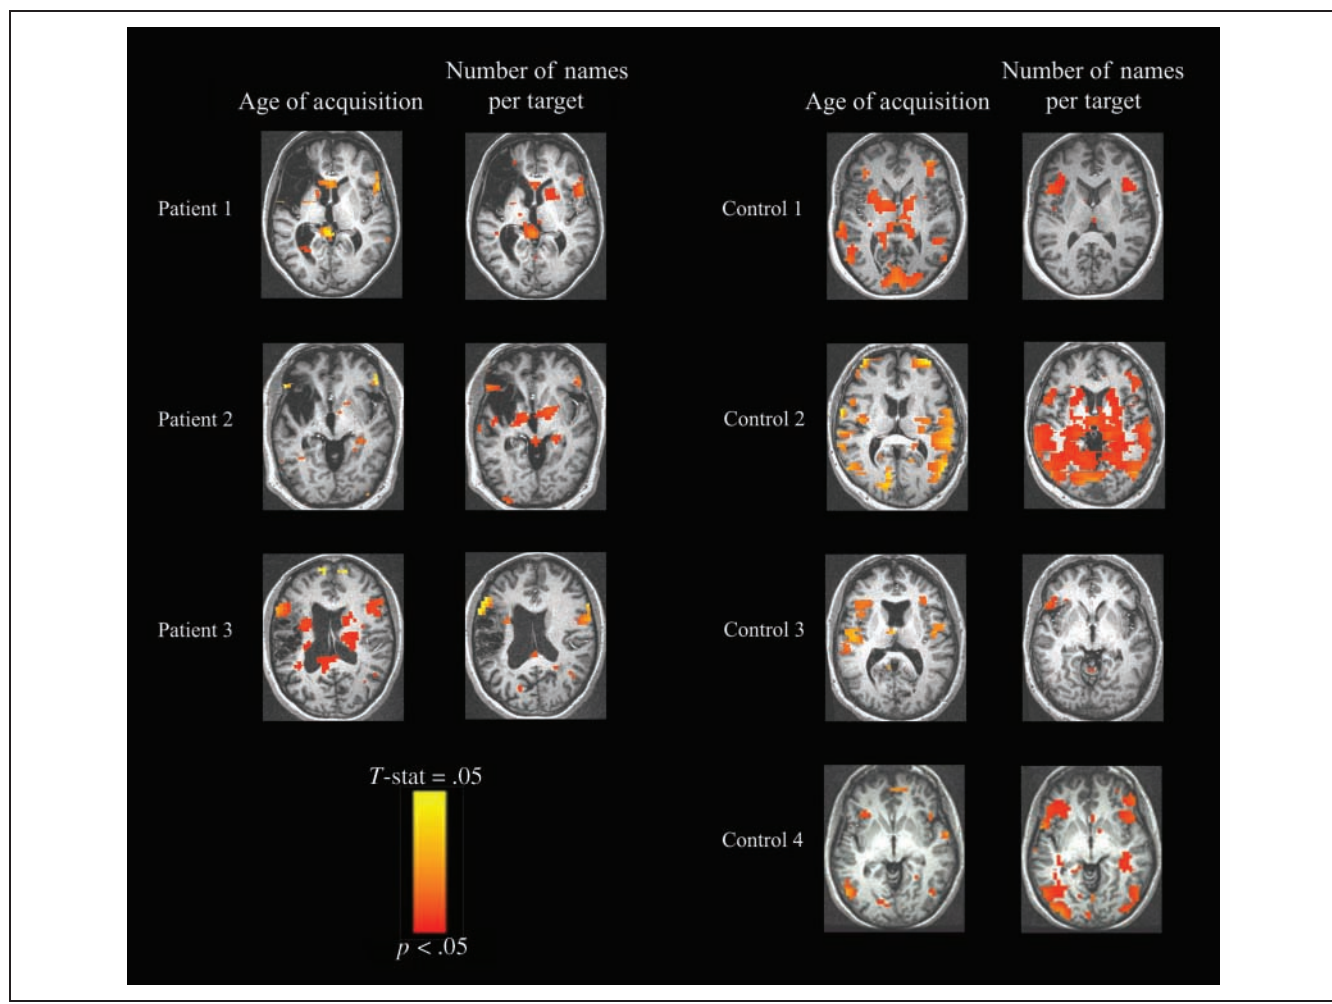 Age of acquisition
Number of names
per target
Age of acquisition
Number of names
per target
Patient 1
Control 1
Patient 2
Control 2
Patient 3
Control 3
T-stat = .05
p < .05
Control 4